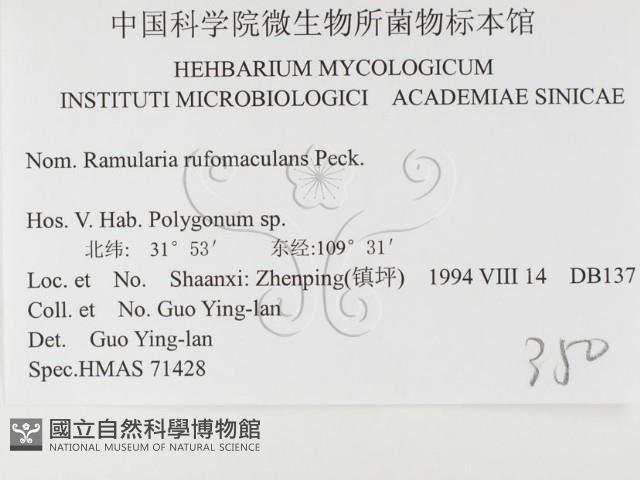 中国科学院微生物所菌物标本馆
HEHBARIUM MYCOLOGICUM
INSTITUTI MICROBIOLOGICI ACADEMIAE SINICAE
Nom. Ramularia rufomaculans Peck.
Hos. V. Hab. Polygonum sp.
北纬: 31° 53′ 东经:109° 31′
Loc. et No. Shaanxi: Zhenping(镇坪) 1994 VIII 14 DB137
Coll. et No. Guo Ying-lan
Det. Guo Ying-lan
Spec.HMAS 71428
350
國立自然科學博物館
NATIONAL MUSEUM OF NATURAL SCIENCE